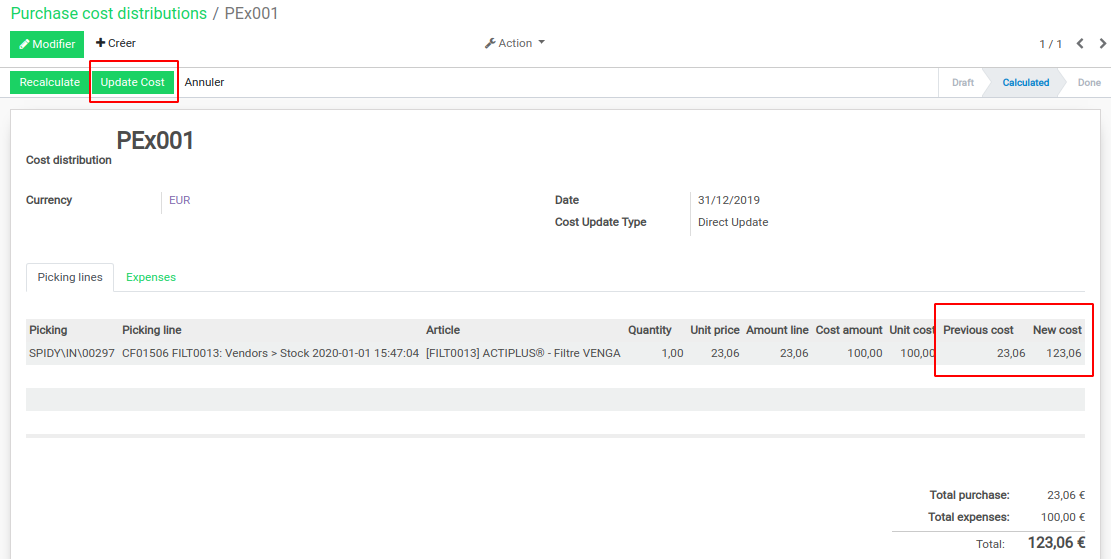 Purchase cost distributions / PEx001
Modifier Créer Action 1 / 1
Recalculate Update Cost Annuler Draft Calculated Done
PEx001
Cost distribution
Currency EUR Date 31/12/2019
Cost Update Type Direct Update
Picking lines Expenses
Picking Picking line Article Quantity Unit price Amount line Cost amount Unit cost Previous cost New cost
SPIDY\IN\00297 CF01506 FILT0013: Vendors > Stock 2020-01-01 15:47:04 [FILT0013] ACTIPLUS® - Filtre VENGA 1,00 23,06 23,06 100,00 100,00 23,06 123,06
Total purchase: 23,06 €
Total expenses: 100,00 €
Total: 123,06 €